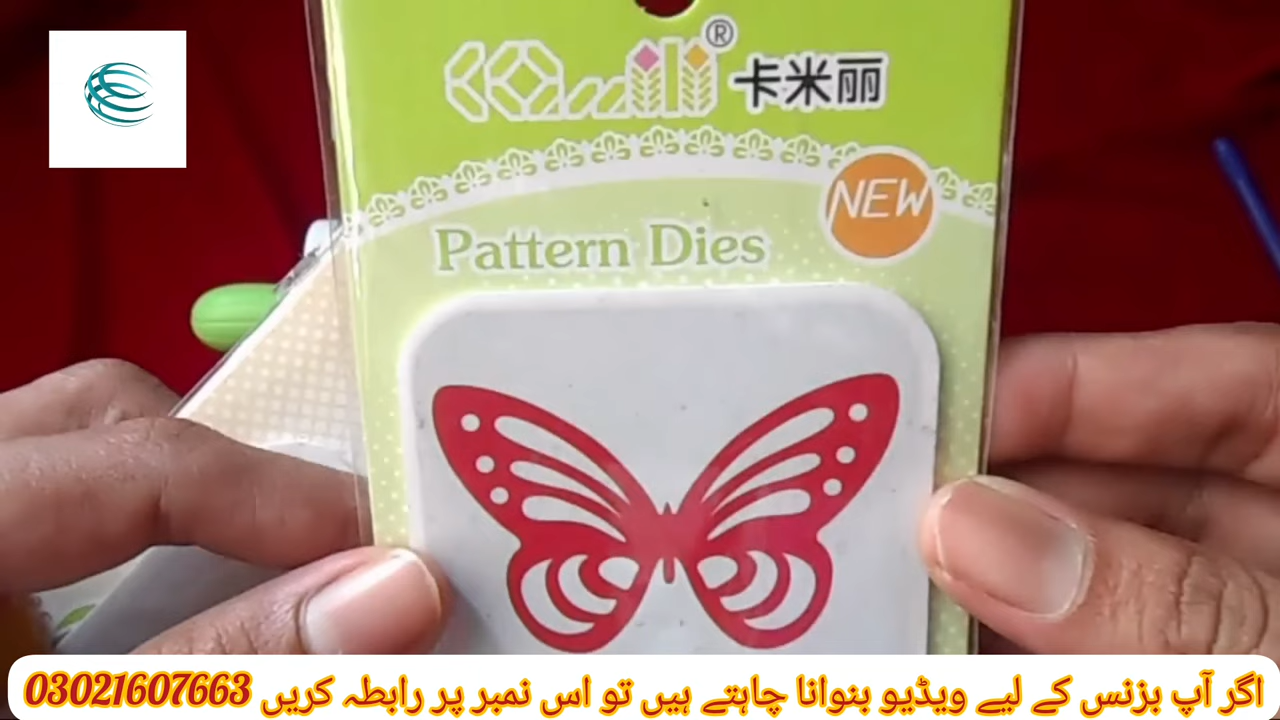 Kamili® 卡米丽
NEW
Pattern Dies
اگر آپ بزنس کے لیے ویڈیو بنوانا چاہتے ہیں تو اس نمبر پر رابطہ کریں 03021607663